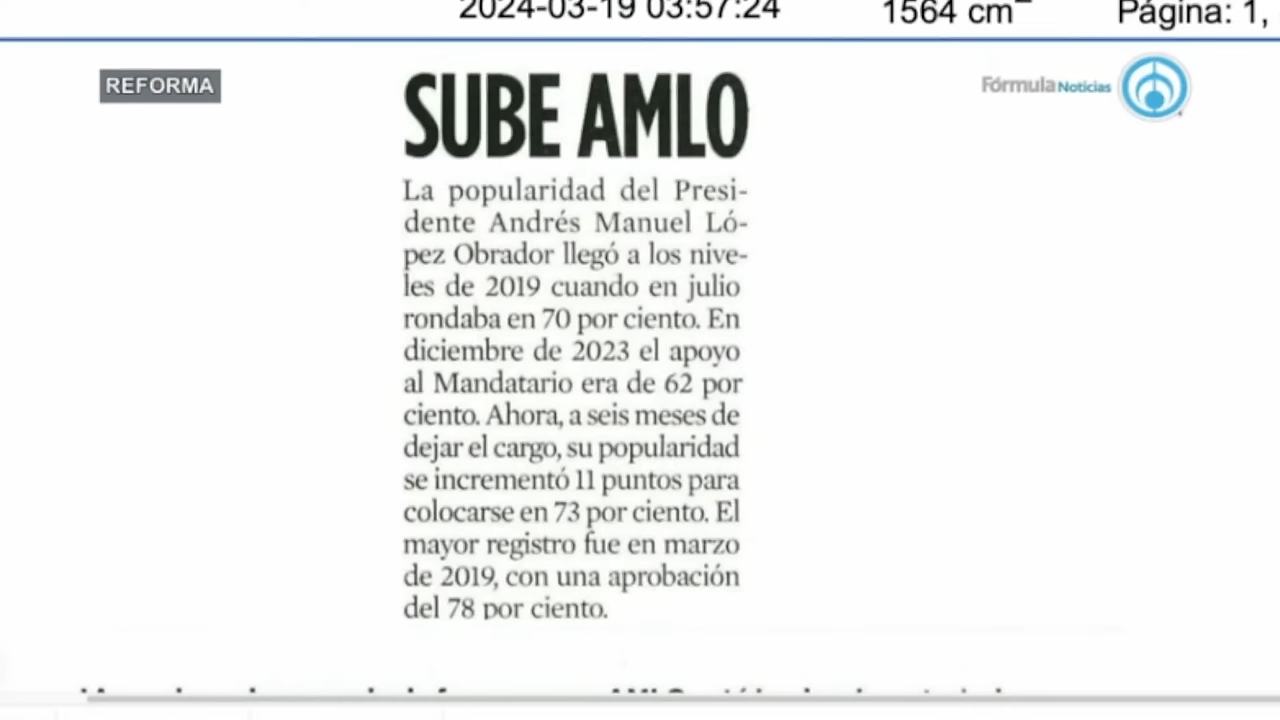 2024-03-19 03:57:24 1564 cm² Página: 1,
REFORMA
Fórmula Noticias
SUBE AMLO
La popularidad del Presi-
dente Andrés Manuel Ló-
pez Obrador llegó a los nive-
les de 2019 cuando en julio
rondaba en 70 por ciento. En
diciembre de 2023 el apoyo
al Mandatario era de 62 por
ciento. Ahora, a seis meses de
dejar el cargo, su popularidad
se incrementó 11 puntos para
colocarse en 73 por ciento. El
mayor registro fue en marzo
de 2019, con una aprobación
del 78 por ciento.